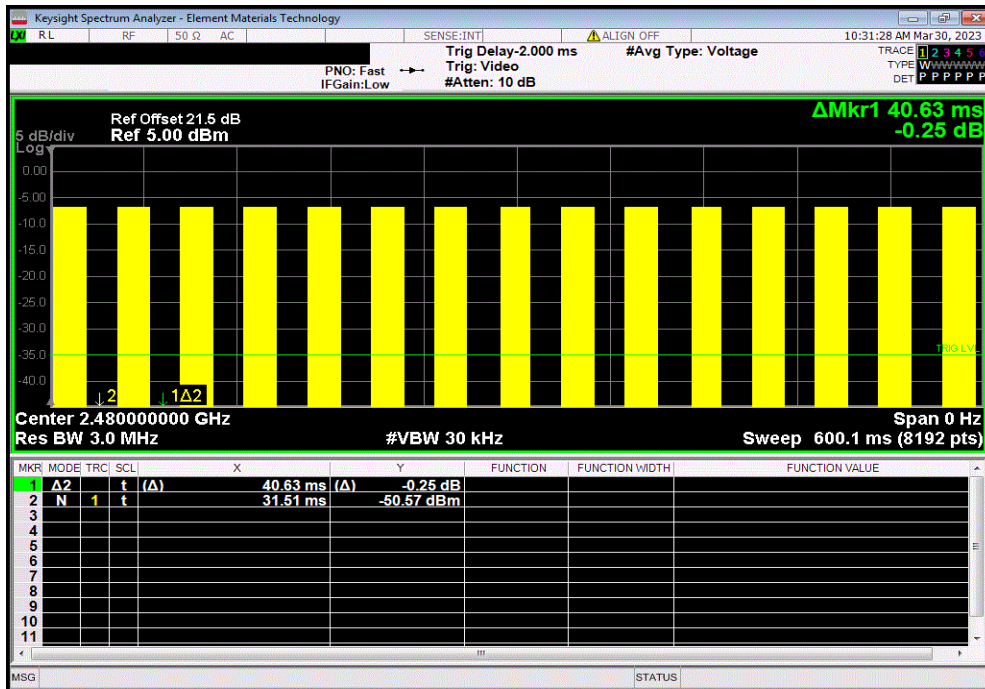 Keysight Spectrum Analyzer - Element Materials Technology
LXI RL RF 50 Ω AC SENSE:INT ALIGN OFF 10:31:28 AM Mar 30, 2023
Trig Delay-2.000 ms #Avg Type: Voltage TRACE 1 2 3 4 5 6
PNO: Fast Trig: Video TYPE WWWWWW
IFGain:Low #Atten: 10 dB DET P P P P P P
ΔMkr1 40.63 ms
-0.25 dB
Ref Offset 21.5 dB
5 dB/div Ref 5.00 dBm
Log
0.00
-5.00
-10.0
-15.0
-20.0
-25.0
-30.0
-35.0 TRIG LVL
-40.0
2 1Δ2
Center 2.480000000 GHz Span 0 Hz
Res BW 3.0 MHz #VBW 30 kHz Sweep 600.1 ms (8192 pts)
MKR MODE TRC SCL X Y FUNCTION FUNCTION WIDTH FUNCTION VALUE
1 Δ2 t (Δ) 40.63 ms (Δ) -0.25 dB
2 N 1 t 31.51 ms -50.57 dBm
3
4
5
6
7
8
9
10
11
MSG STATUS